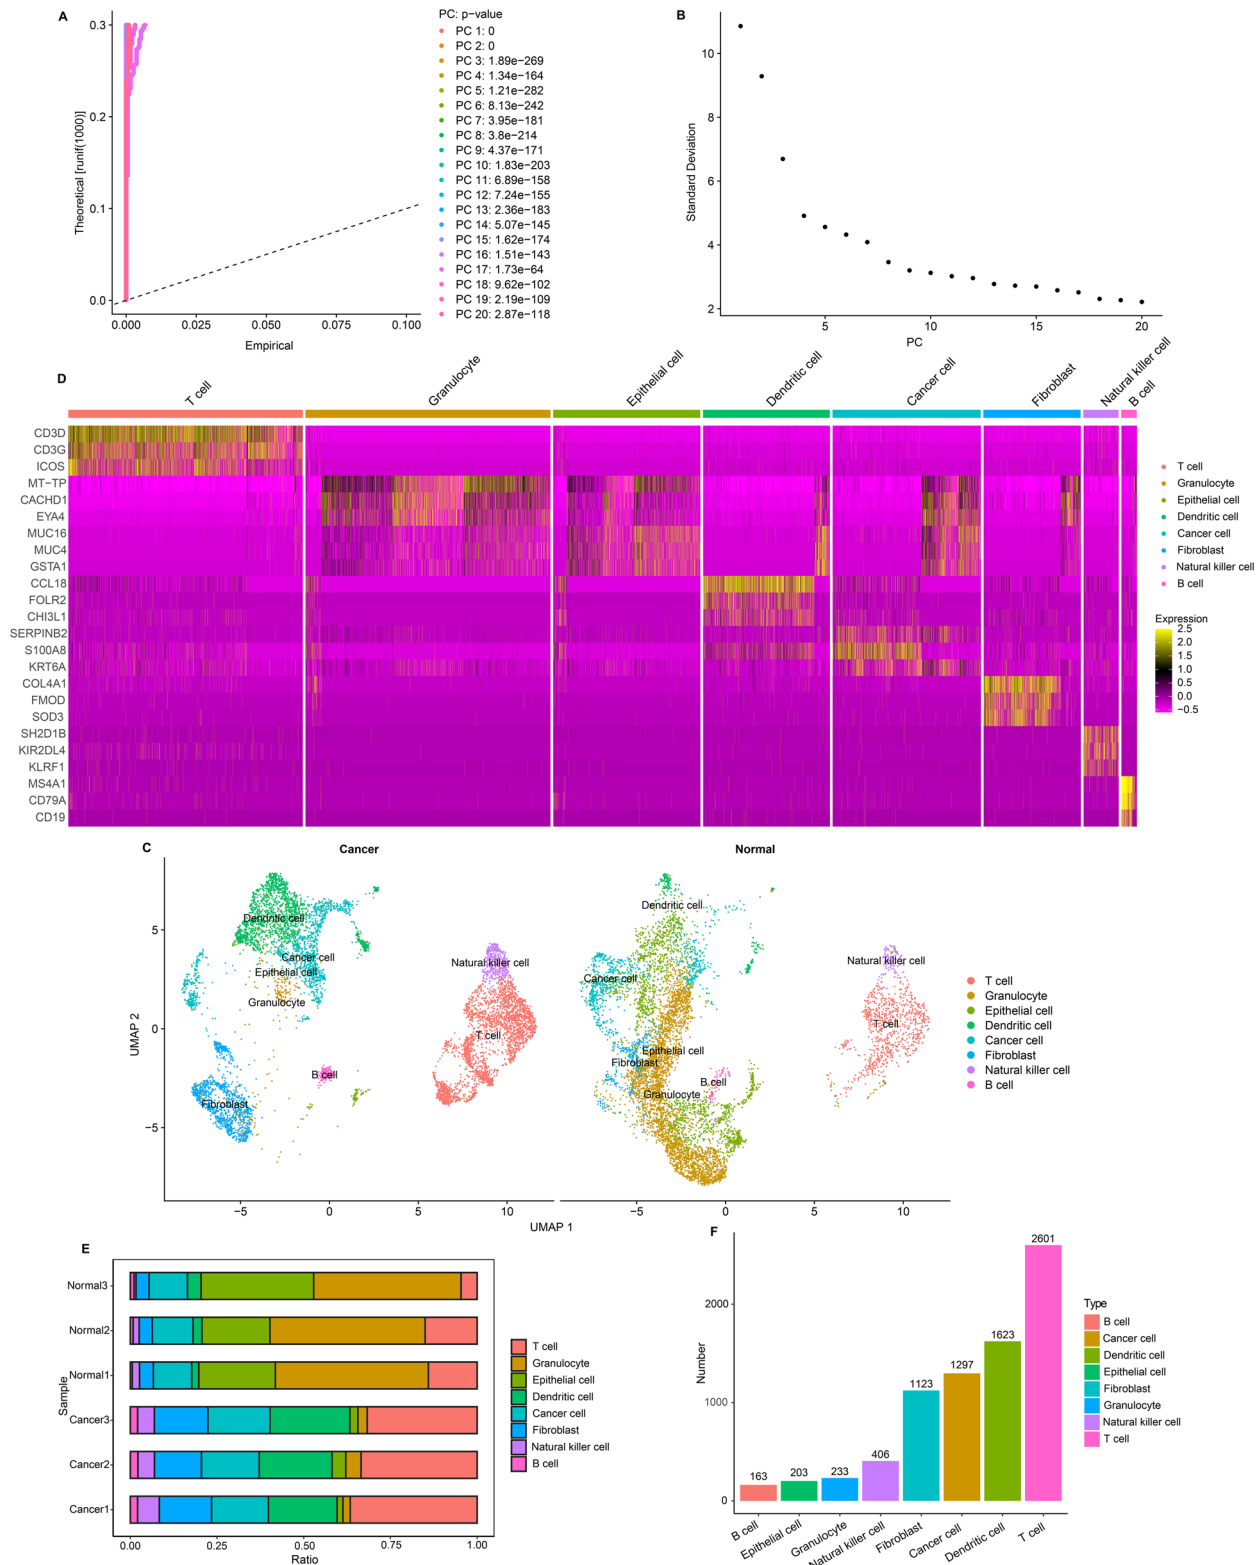 A
PC: p−value
0.3
0.2
0.1
0.0
Theoretical [runif(1000)]
0.000
0.025
0.050
0.075
0.100
Empirical
PC 1: 0
PC 2: 0
PC 3: 1.89e−269
PC 4: 1.34e−164
PC 5: 1.21e−282
PC 6: 8.13e−242
PC 7: 3.95e−181
PC 8: 3.8e−214
PC 9: 4.37e−171
PC 10: 1.83e−203
PC 11: 6.89e−158
PC 12: 7.24e−155
PC 13: 2.36e−183
PC 14: 5.07e−145
PC 15: 1.62e−174
PC 16: 1.51e−143
PC 17: 1.73e−64
PC 18: 9.62e−102
PC 19: 2.19e−109
PC 20: 2.87e−118
B
10
8
6
4
2
Standard Deviation
5
10
15
20
PC
D
T cell
Granulocyte
Epithelial cell
Dendritic cell
Cancer cell
Fibroblast
Natural killer cell
B cell
CD3D
CD3G
ICOS
MT−TP
CACHD1
EYA4
MUC16
MUC4
GSTA1
CCL18
FOLR2
CHI3L1
SERPINB2
S100A8
KRT6A
COL4A1
FMOD
SOD3
SH2D1B
KIR2DL4
KLRF1
MS4A1
CD79A
CD19
T cell
Granulocyte
Epithelial cell
Dendritic cell
Cancer cell
Fibroblast
Natural killer cell
B cell
Expression
2.5
2.0
1.5
1.0
0.5
0.0
−0.5
C
Cancer
Normal
5
0
−5
UMAP 2
Dendritic cell
Cancer cell
Epithelial cell
Granulocyte
Natural killer cell
T cell
B cell
Fibroblast
−5
0
5
10
Dendritic cell
Cancer cell
Epithelial cell
Fibroblast
B cell
Granulocyte
Natural killer cell
T cell
−5
0
5
10
UMAP 1
T cell
Granulocyte
Epithelial cell
Dendritic cell
Cancer cell
Fibroblast
Natural killer cell
B cell
E
Normal3
Normal2
Normal1
Cancer3
Cancer2
Cancer1
Sample
0.00
0.25
0.50
0.75
1.00
Ratio
T cell
Granulocyte
Epithelial cell
Dendritic cell
Cancer cell
Fibroblast
Natural killer cell
B cell
F
2000
1000
0
Number
163
203
233
406
1123
1297
1623
2601
B cell
Epithelial cell
Granulocyte
Natural killer cell
Fibroblast
Cancer cell
Dendritic cell
T cell
Type
B cell
Cancer cell
Dendritic cell
Epithelial cell
Fibroblast
Granulocyte
Natural killer cell
T cell